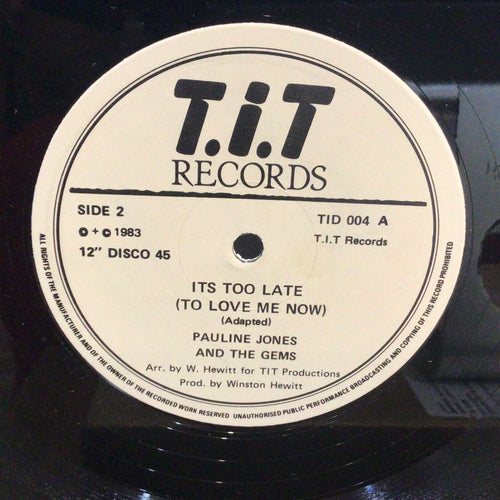 T.i.T
RECORDS
SIDE 2
TID 004 A
℗ + © 1983
T.I.T Records
12" DISCO 45
ITS TOO LATE
(TO LOVE ME NOW)
(Adapted)
PAULINE JONES
AND THE GEMS
Arr. by W. Hewitt for TIT Productions
Prod. by Winston Hewitt
ALL RIGHTS OF THE MANUFACTURER AND OF THE OWNER OF THE RECORDED WORK RESERVED UNAUTHORISED PUBLIC PERFORMANCE BROADCASTING AND COPYING OF THIS RECORD PROHIBITED